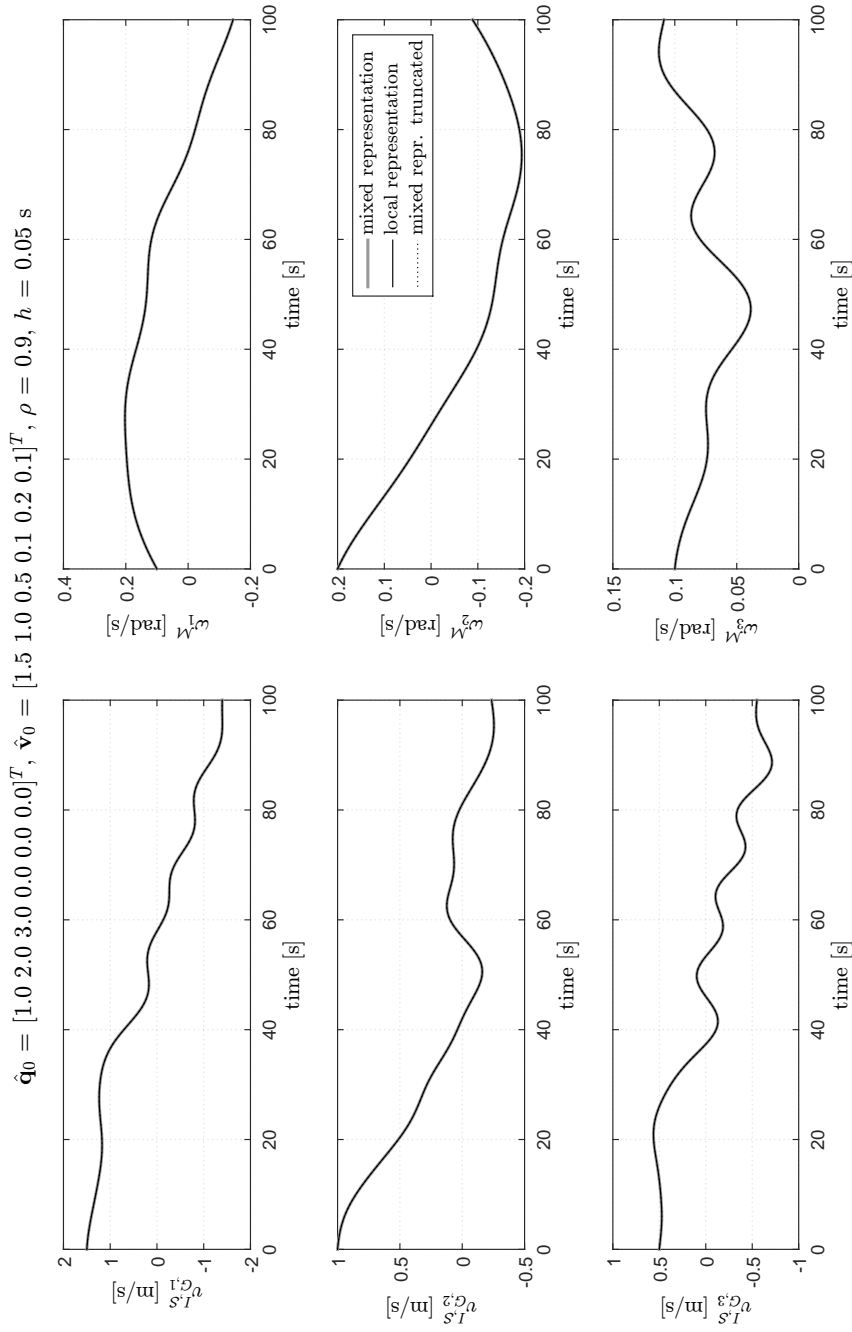 q̂₀ = [1.0 2.0 3.0 0.0 0.0 0.0]ᵀ, v̂₀ = [1.5 1.0 0.5 0.1 0.2 0.1]ᵀ, ρ = 0.9, h = 0.05 s
2
1
0
-1
-2
0 20 40 60 80 100
time [s]
υ_{G,1}^{I,S} [m/s]
0.4
0.2
0
-0.2
0 20 40 60 80 100
time [s]
ω_1^M [rad/s]
1
0.5
0
-0.5
0 20 40 60 80 100
time [s]
υ_{G,2}^{I,S} [m/s]
0.2
0.1
0
-0.1
-0.2
0 20 40 60 80 100
time [s]
ω_2^M [rad/s]
mixed representation
local representation
mixed repr. truncated
1
0.5
0
-0.5
-1
0 20 40 60 80 100
time [s]
υ_{G,3}^{I,S} [m/s]
0.15
0.1
0.05
0
0 20 40 60 80 100
time [s]
ω_3^M [rad/s]